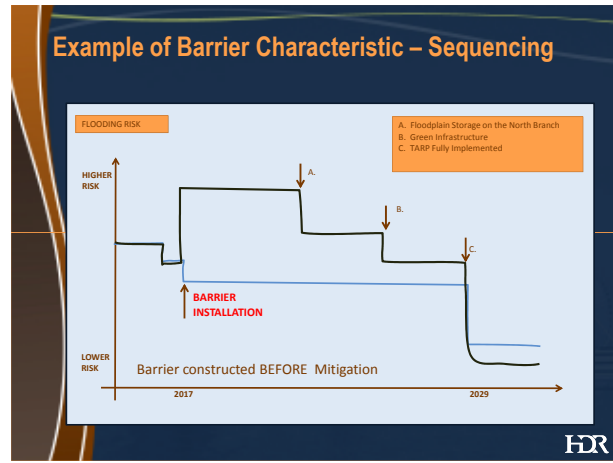 Example of Barrier Characteristic – Sequencing
FLOODING RISK
A. Floodplain Storage on the North Branch
B. Green Infrastructure
C. TARP Fully Implemented
HIGHER
RISK
A.
B.
C.
BARRIER
INSTALLATION
LOWER
RISK
Barrier constructed BEFORE Mitigation
2017
2029
HDR